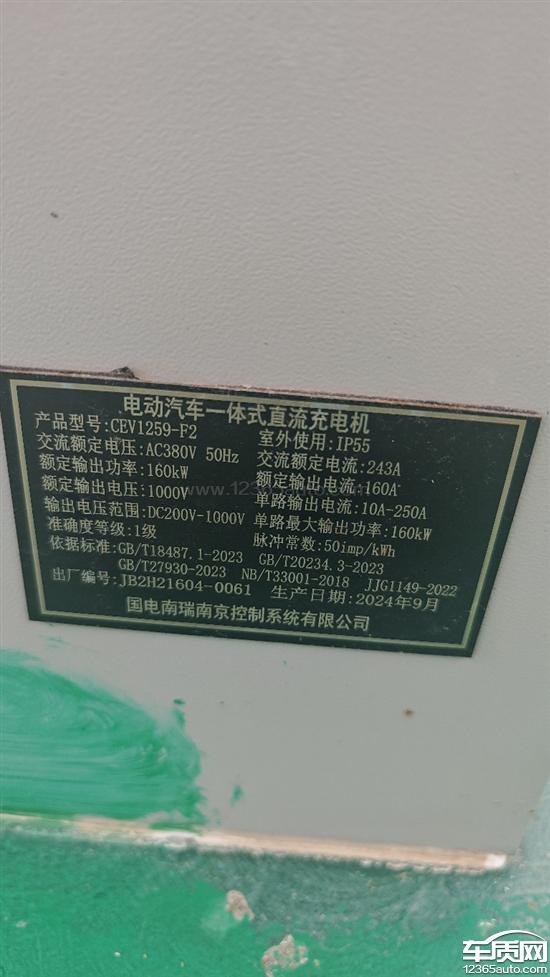 电动汽车一体式直流充电机
产品型号:CEV1259-F2 室外使用:IP55
交流额定电压:AC380V 50Hz 交流额定电流:243A
额定输出功率:160kW 额定输出电流:160A
额定输出电压:1000V 单路输出电流:10A-250A
输出电压范围:DC200V-1000V 单路最大输出功率:160kW
准确度等级:1级 脉冲常数:50imp/kWh
依据标准:GB/T18487.1-2023 GB/T20234.3-2023
GB/T27930-2023 NB/T33001-2018 JJG1149-2022
出厂编号:JB2H21604-0061 生产日期:2024年9月
国电南瑞南京控制系统有限公司
车质网
12365auto.com